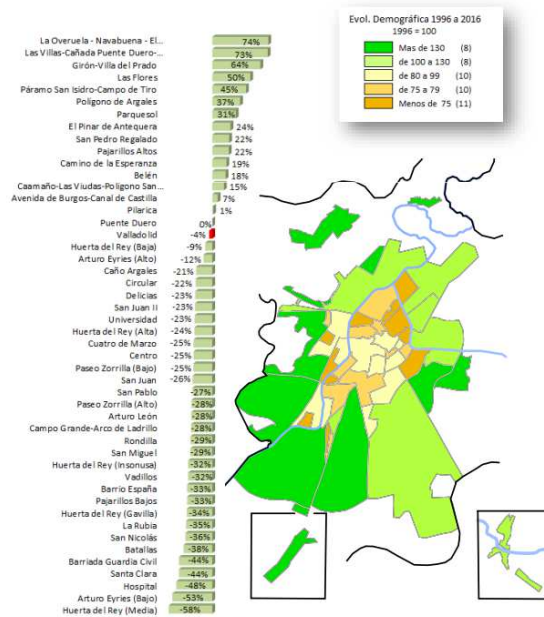 Evol. Demográfica 1996 a 2016
1996 = 100
Mas de 130 (8)
de 100 a 130 (8)
de 80 a 99 (10)
de 75 a 79 (10)
Menos de 75 (11)
La Overuela - Navabuena - El... 74%
Las Villas-Cañada Puente Duero-... 73%
Girón-Villa del Prado 64%
Las Flores 50%
Páramo San Isidro-Campo de Tiro 45%
Poligono de Argales 37%
Parquesol 31%
El Pinar de Antequera 24%
San Pedro Regalado 22%
Pajarillos Altos 22%
Camino de la Esperanza 19%
Belén 18%
Caamaño-Las Viudas-Poligono San... 15%
Avenida de Burgos-Canal de Castilla 7%
Pilarica 1%
Puente Duero 0%
Valladolid -4%
Huerta del Rey (Baja) -9%
Arturo Eyries (Alto) -12%
Caño Argales -21%
Circular -22%
Delicias -23%
San Juan II -23%
Universidad -23%
Huerta del Rey (Alta) -24%
Cuatro de Marzo -25%
Centro -25%
Paseo Zorrilla (Bajo) -25%
San Juan -26%
San Pablo -27%
Paseo Zorrilla (Alto) -28%
Arturo León -28%
Campo Grande-Arco de Ladrillo -28%
Rondilla -29%
San Miguel -29%
Huerta del Rey (Insonusa) -32%
Vadillos -32%
Barrio España -33%
Pajarillos Bajos -33%
Huerta del Rey (Gavilla) -34%
La Rubia -35%
San Nicolás -36%
Batallas -38%
Barriada Guardia Civil -44%
Santa Clara -44%
Hospital -48%
Arturo Eyries (Bajo) -53%
Huerta del Rey (Media) -58%